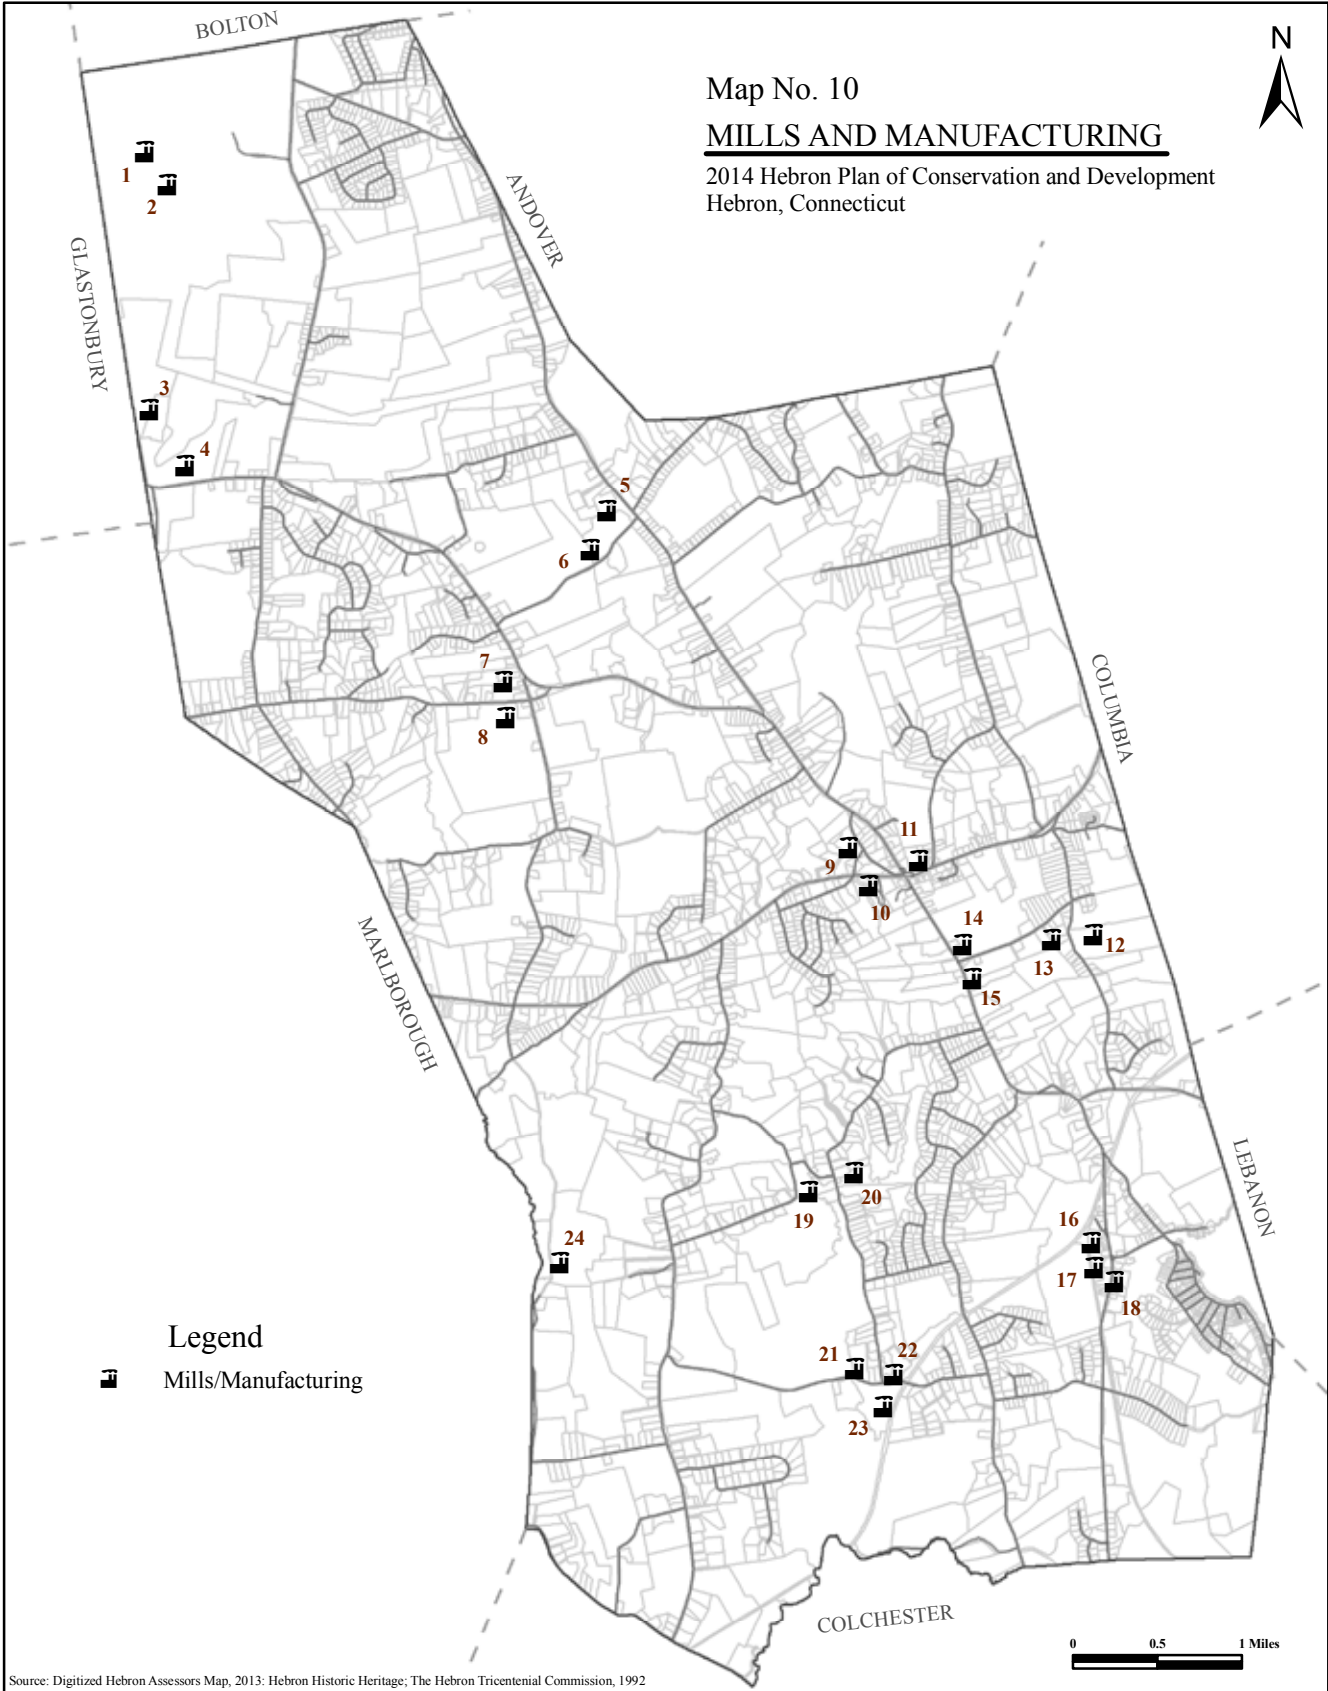 BOLTON
N
Map No. 10
MILLS AND MANUFACTURING
2014 Hebron Plan of Conservation and Development
Hebron, Connecticut
1
2
ANDOVER
GLASTONBURY
3
4
5
6
7
8
COLUMBIA
9
11
10
14
12
13
15
MARLBOROUGH
LEBANON
20
19
16
24
17
18
Legend
Mills/Manufacturing
21
22
23
COLCHESTER
0 0.5 1 Miles
Source: Digitized Hebron Assessors Map, 2013: Hebron Historic Heritage; The Hebron Tricentenial Commission, 1992